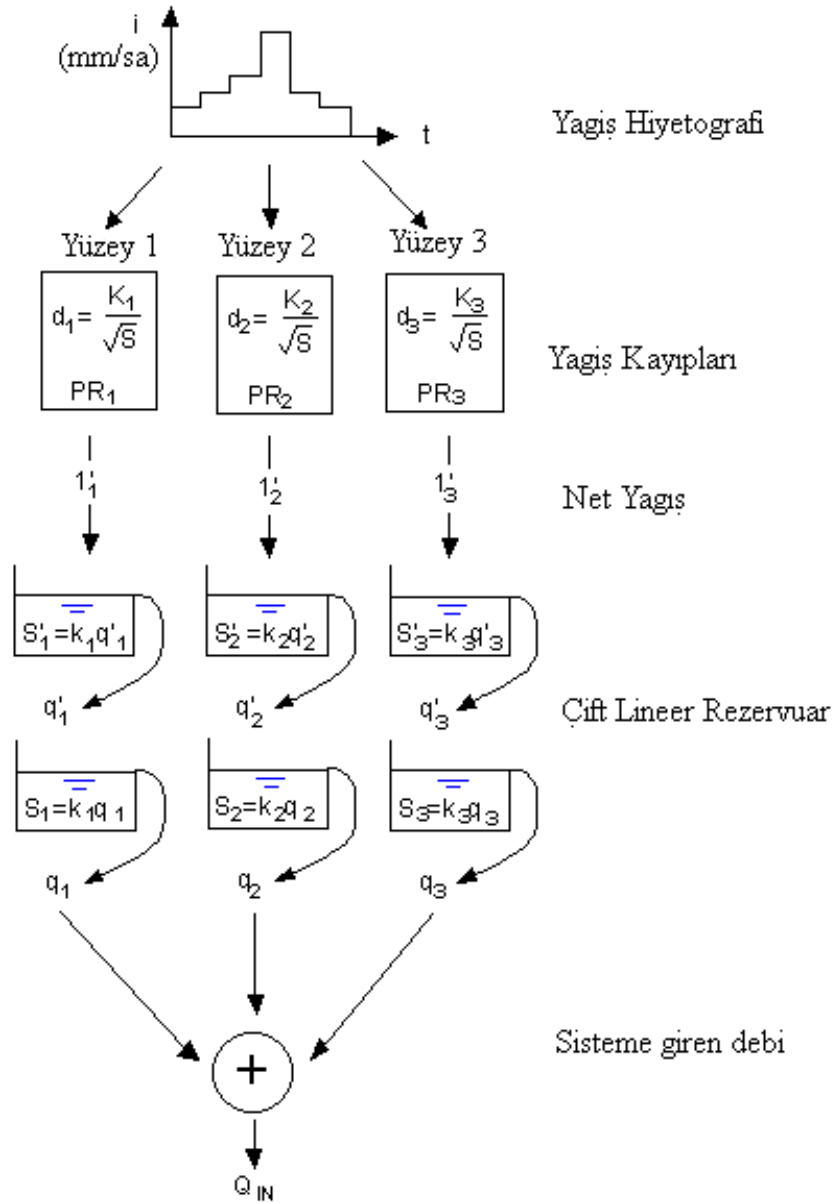 i
(mm/sa)
t
Yagiş Hiyetografi
Yüzey 1 Yüzey 2 Yüzey 3
d1 = K1/√S d2 = K2/√S d3 = K3/√S
Yagiş Kayıpları
PR1 PR2 PR3
1'1 1'2 1'3
Net Yagış
S'1=k1q'1 S'2=k2q'2 S'3=k3q'3
q'1 q'2 q'3
Çift Lineer Rezervuar
S1=k1q1 S2=k2q2 S3=k3q3
q1 q2 q3
Sisteme giren debi
+
QIN